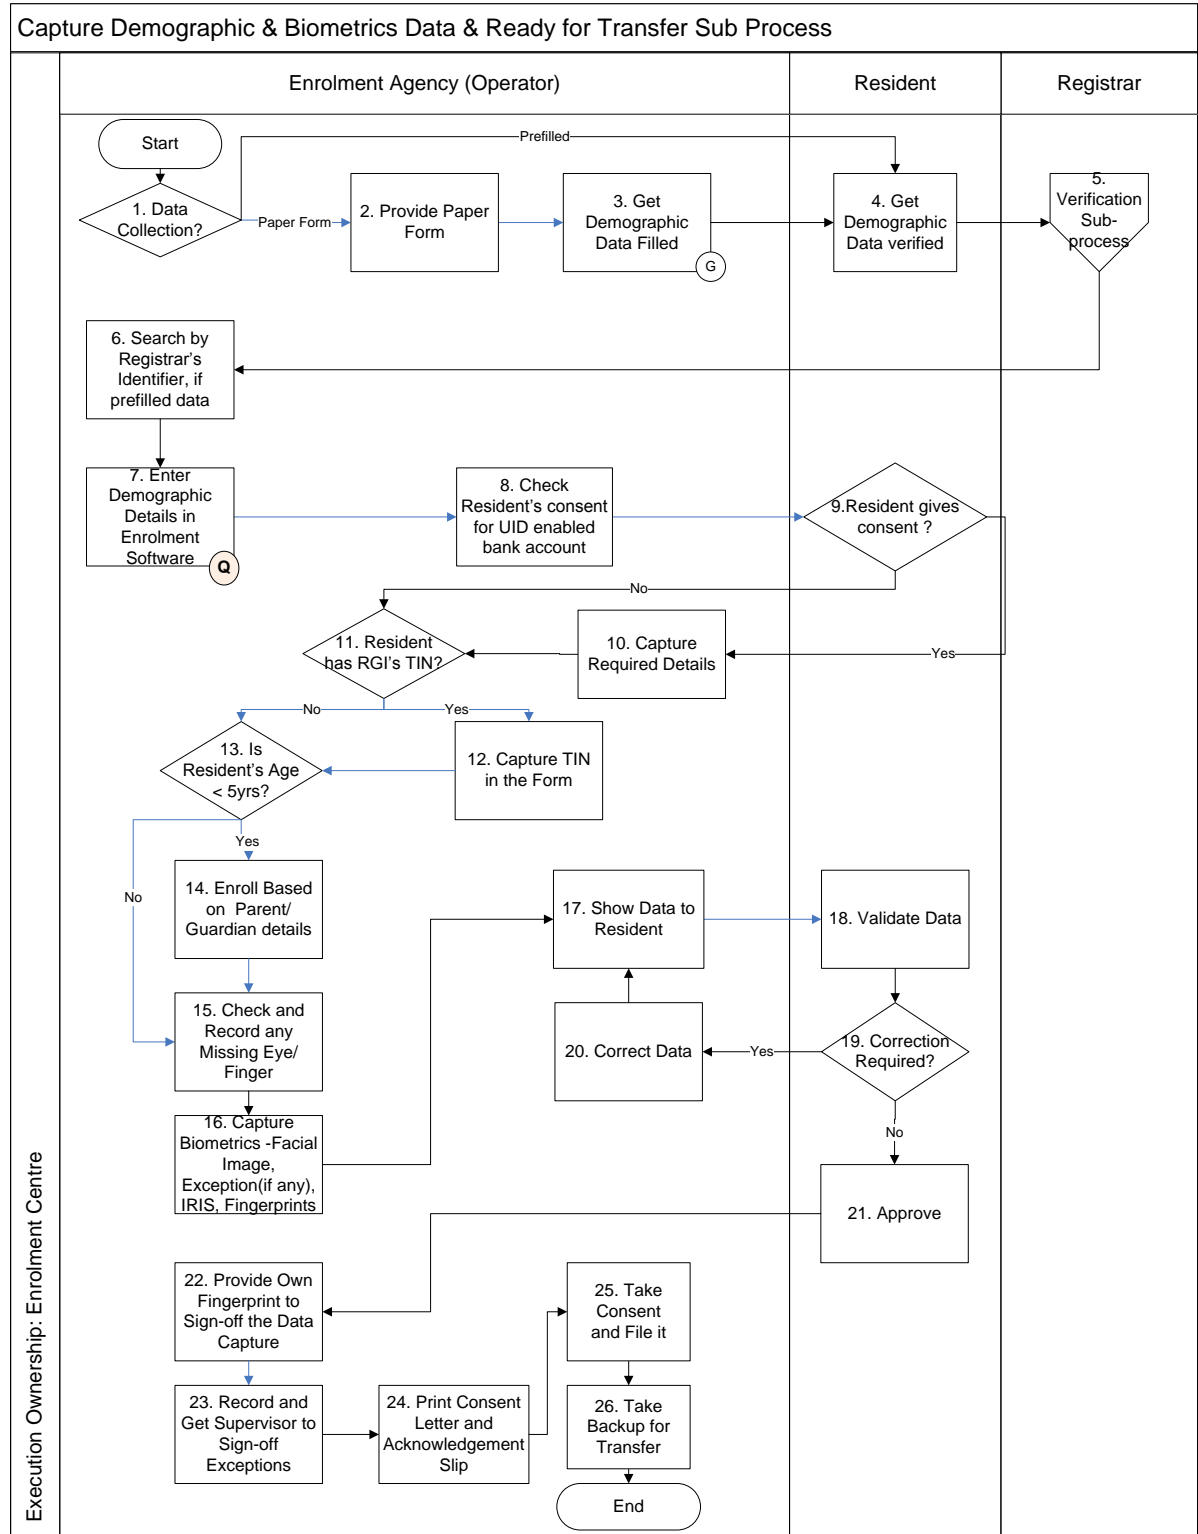 Capture Demographic & Biometrics Data & Ready for Transfer Sub Process
Enrolment Agency (Operator)
Resident
Registrar
Execution Ownership: Enrolment Centre
Start
Prefilled
1. Data
Collection?
Paper Form
2. Provide Paper
Form
3. Get
Demographic
Data Filled
G
4. Get
Demographic
Data verified
5.
Verification
Sub-
process
6. Search by
Registrar's
Identifier, if
prefilled data
7. Enter
Demographic
Details in
Enrolment
Software
Q
8. Check
Resident's consent
for UID enabled
bank account
9.Resident gives
consent ?
No
Yes
10. Capture
Required Details
11. Resident
has RGI's TIN?
No
Yes
12. Capture TIN
in the Form
13. Is
Resident's Age
< 5yrs?
Yes
No
14. Enroll Based
on Parent/
Guardian details
15. Check and
Record any
Missing Eye/
Finger
16. Capture
Biometrics -Facial
Image,
Exception(if any),
IRIS, Fingerprints
17. Show Data to
Resident
18. Validate Data
19. Correction
Required?
Yes
20. Correct Data
No
21. Approve
22. Provide Own
Fingerprint to
Sign-off the Data
Capture
23. Record and
Get Supervisor to
Sign-off
Exceptions
24. Print Consent
Letter and
Acknowledgement
Slip
25. Take
Consent
and File it
26. Take
Backup for
Transfer
End